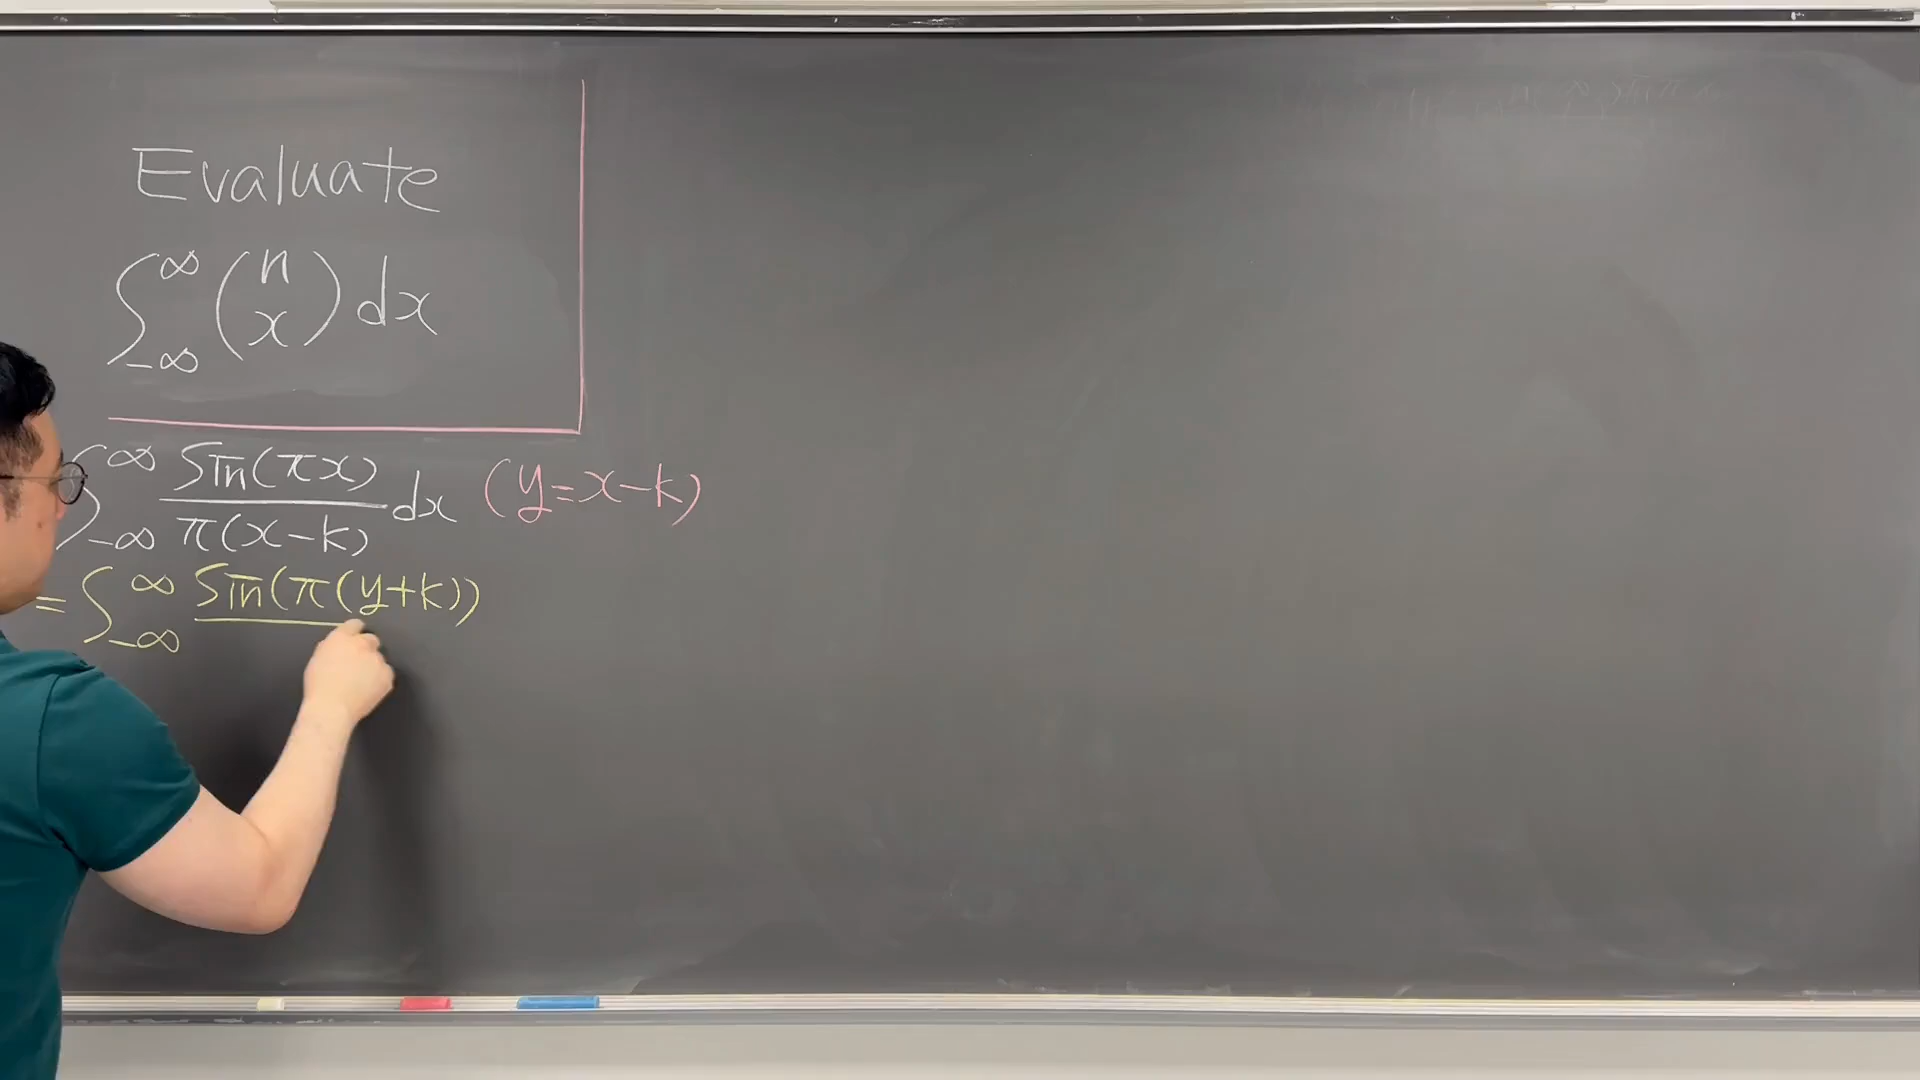 Evaluate
∫_{-∞}^{∞} (n x) dx
∫_{-∞}^{∞} sin(πx) / π(x-k) dx (y=x-k)
= ∫_{-∞}^{∞} sin(π(y+k))